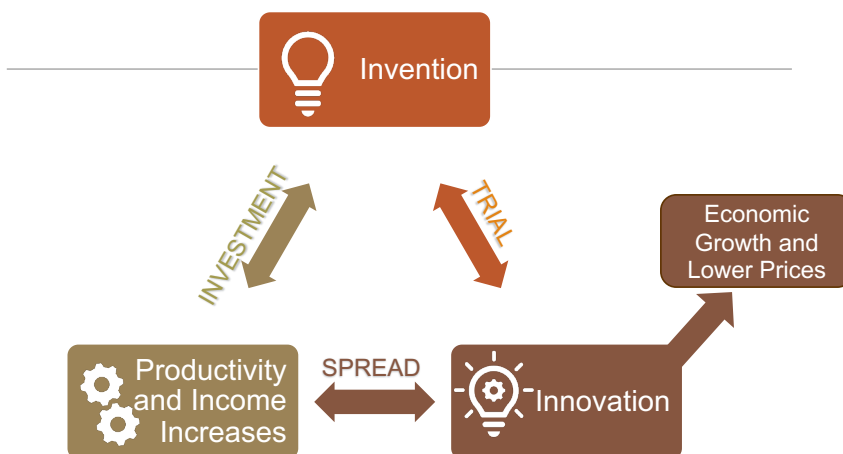 Invention
INVESTMENT
TRIAL
Economic
Growth and
Lower Prices
Productivity
and Income
Increases
SPREAD
Innovation